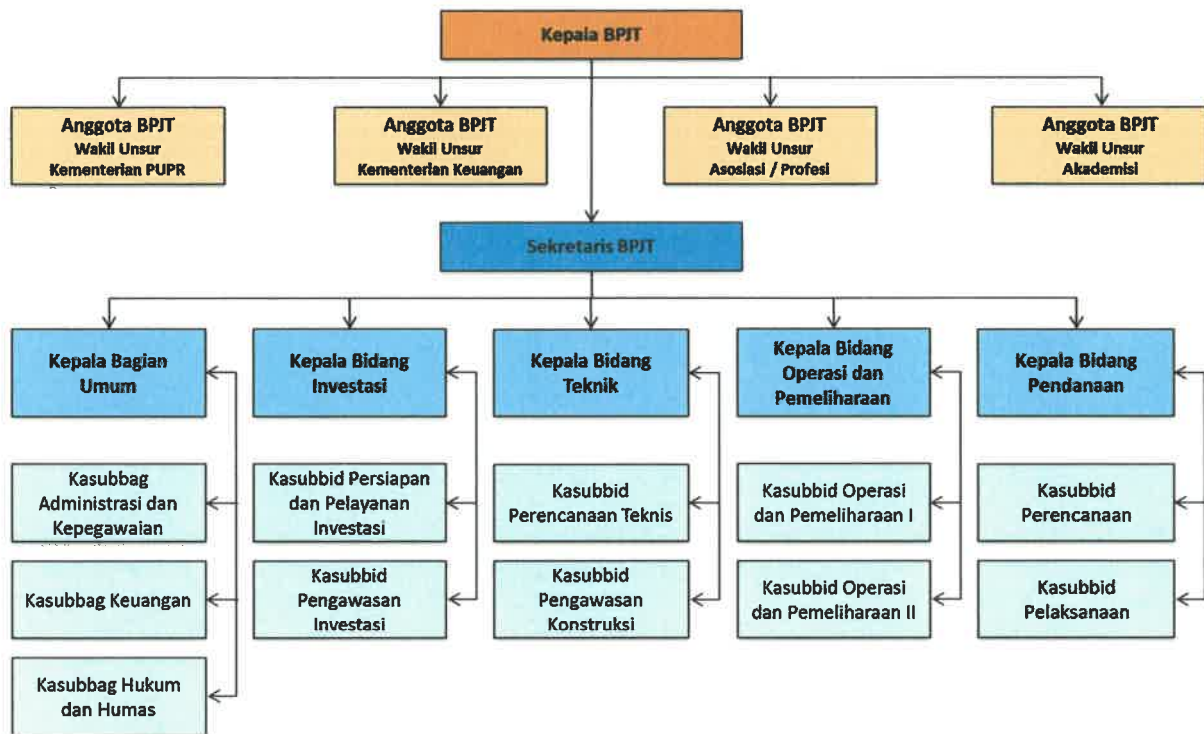 Kepala BPJT
Anggota BPJT
Wakil Unsur
Kementerian PUPR
Anggota BPJT
Wakil Unsur
Kementerian Keuangan
Anggota BPJT
Wakil Unsur
Asosiasi / Profesi
Anggota BPJT
Wakil Unsur
Akademisi
Sekretaris BPJT
Kepala Bagian
Umum
Kepala Bidang
Investasi
Kepala Bidang
Teknik
Kepala Bidang
Operasi dan
Pemeliharaan
Kepala Bidang
Pendanaan
Kasubbag
Administrasi dan
Kepegawaian
Kasubbid Persiapan
dan Pelayanan
Investasi
Kasubbid
Perencanaan Teknis
Kasubbid Operasi
dan Pemeliharaan I
Kasubbid
Perencanaan
Kasubbag Keuangan
Kasubbid
Pengawasan
Investasi
Kasubbid
Pengawasan
Konstruksi
Kasubbid Operasi
dan Pemeliharaan II
Kasubbid
Pelaksanaan
Kasubbag Hukum
dan Humas